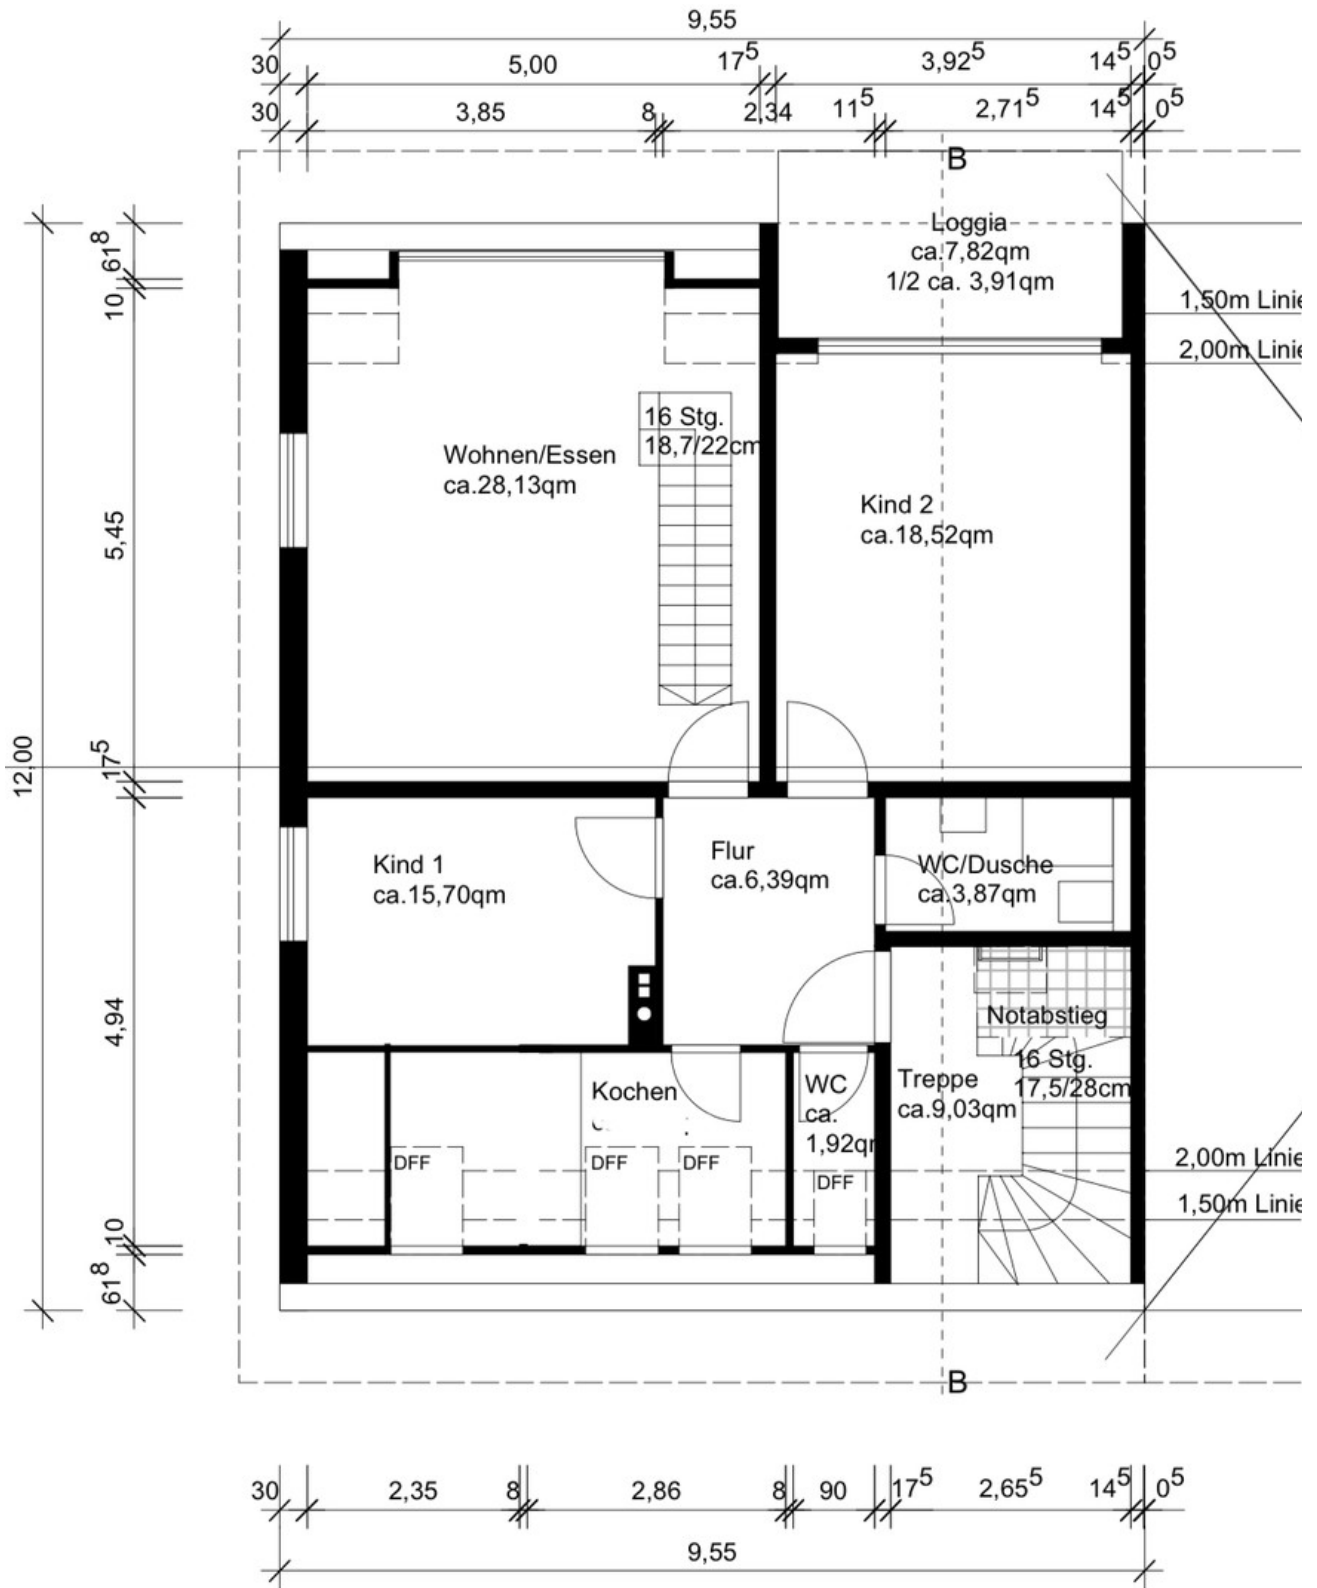 9,55
30 5,00 17⁵ 3,92⁵ 14⁵ 0⁵
30 3,85 8 2,34 11⁵ 2,71⁵ 14⁵ 0⁵
B
Loggia
ca.7,82qm
1/2 ca. 3,91qm
61⁸
10
1,50m Linie
2,00m Linie
16 Stg.
18,7/22cm
Wohnen/Essen
ca.28,13qm
Kind 2
ca.18,52qm
5,45
12,00
17⁵
Kind 1
ca.15,70qm
Flur
ca.6,39qm
WC/Dusche
ca.3,87qm
4,94
Notabstieg
16 Stg.
17,5/28cm
Treppe
ca.9,03qm
Kochen
WC
ca.
1,92qm
DFF
DFF
DFF
DFF
2,00m Linie
1,50m Linie
10
61⁸
B
30 2,35 8 2,86 8 90 17⁵ 2,65⁵ 14⁵ 0⁵
9,55